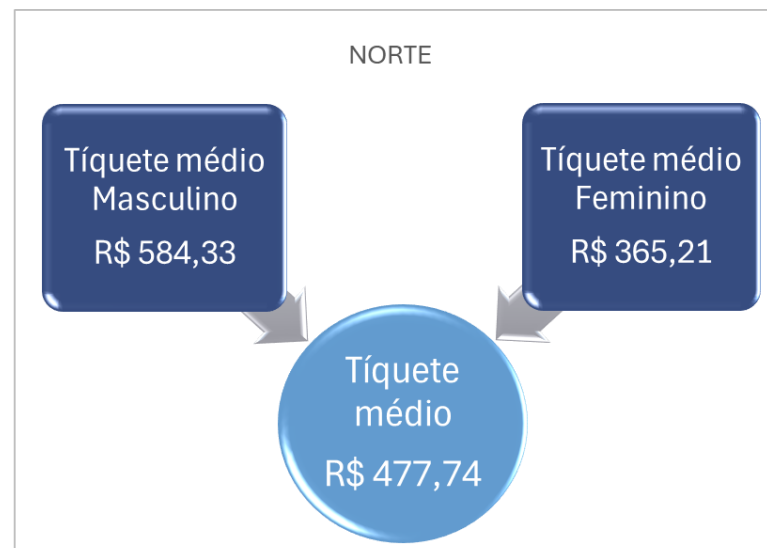 NORTE
Tíquete médio
Masculino
R$ 584,33
Tíquete médio
Feminino
R$ 365,21
Tíquete
médio
R$ 477,74